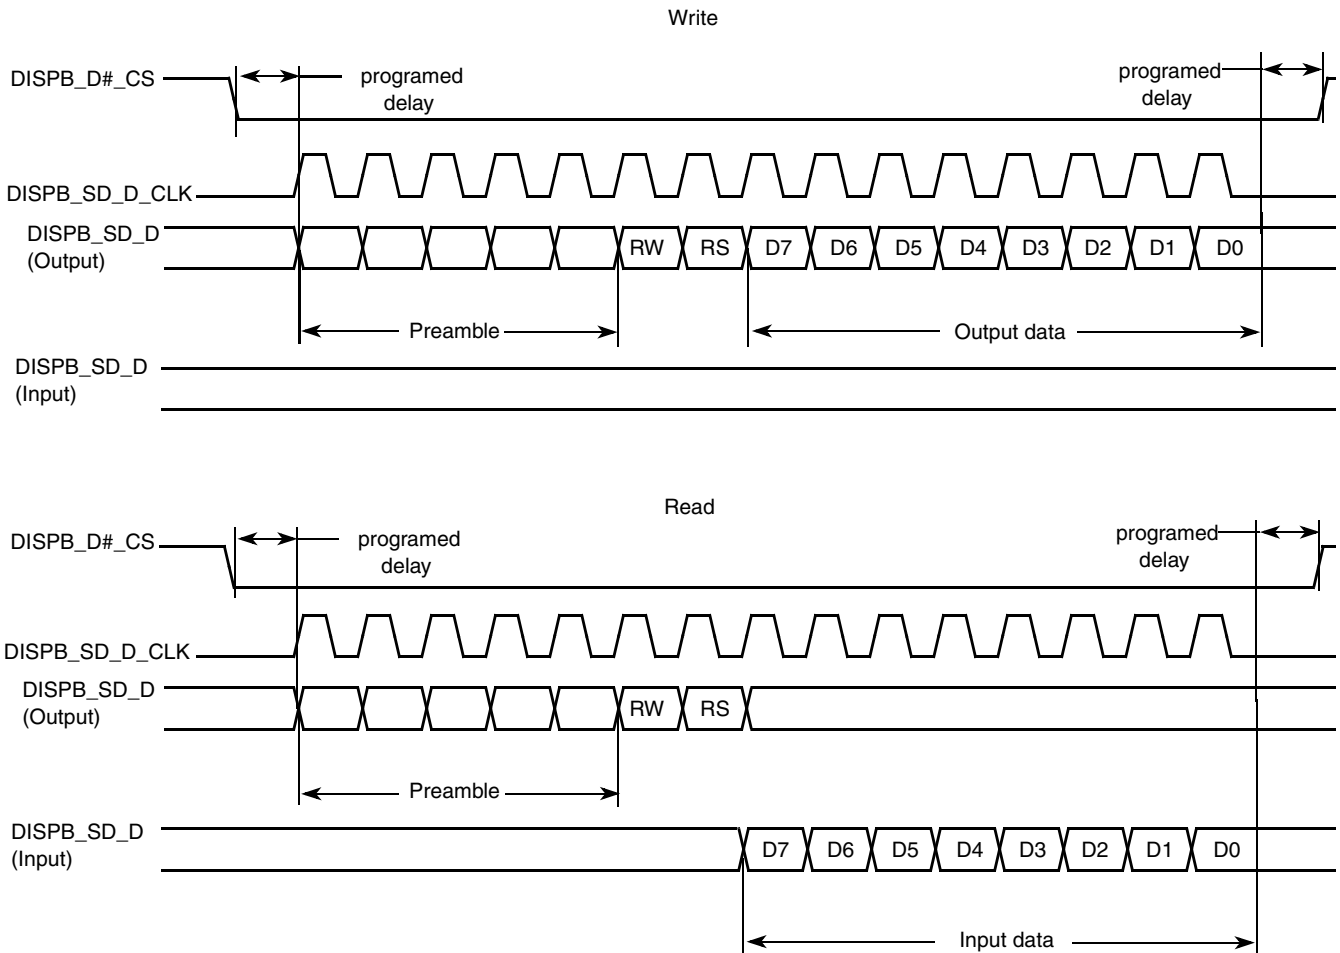 Write
DISPB_D#_CS
programed
delay
programed
delay
DISPB_SD_D_CLK
DISPB_SD_D
(Output)
RW RS D7 D6 D5 D4 D3 D2 D1 D0
Preamble
Output data
DISPB_SD_D
(Input)
Read
DISPB_D#_CS
programed
delay
programed
delay
DISPB_SD_D_CLK
DISPB_SD_D
(Output)
RW RS
Preamble
DISPB_SD_D
(Input)
D7 D6 D5 D4 D3 D2 D1 D0
Input data